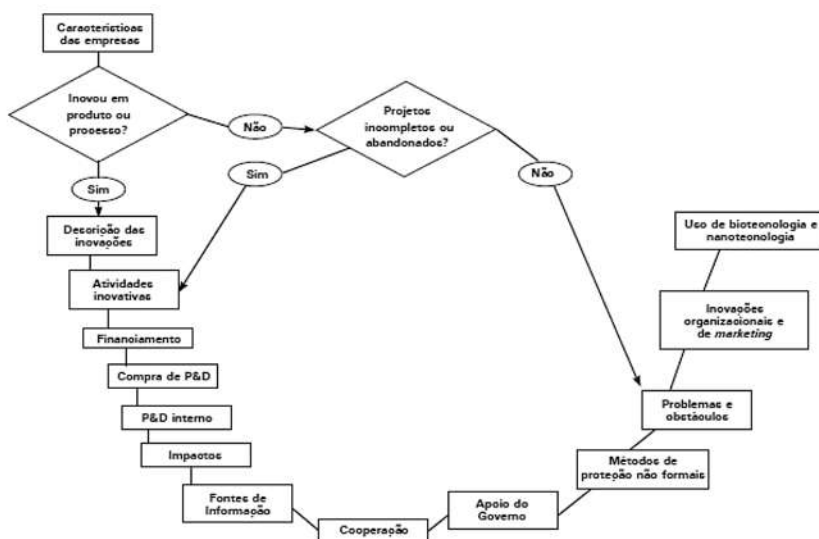 Características
das empresas
Inovou em
produto ou
processo?
Não
Projetos
incompletos ou
abandonados?
Sim
Sim
Não
Descrição das
inovações
Atividades
inovativas
Financiamento
Compra de P&D
P&D interno
Impactos
Fontes de
Informação
Cooperação
Apoio do
Governo
Métodos de
proteção não formais
Problemas e
obstáculos
Inovações
organizacionais e
de marketing
Uso de biotecnologia e
nanotecnologia